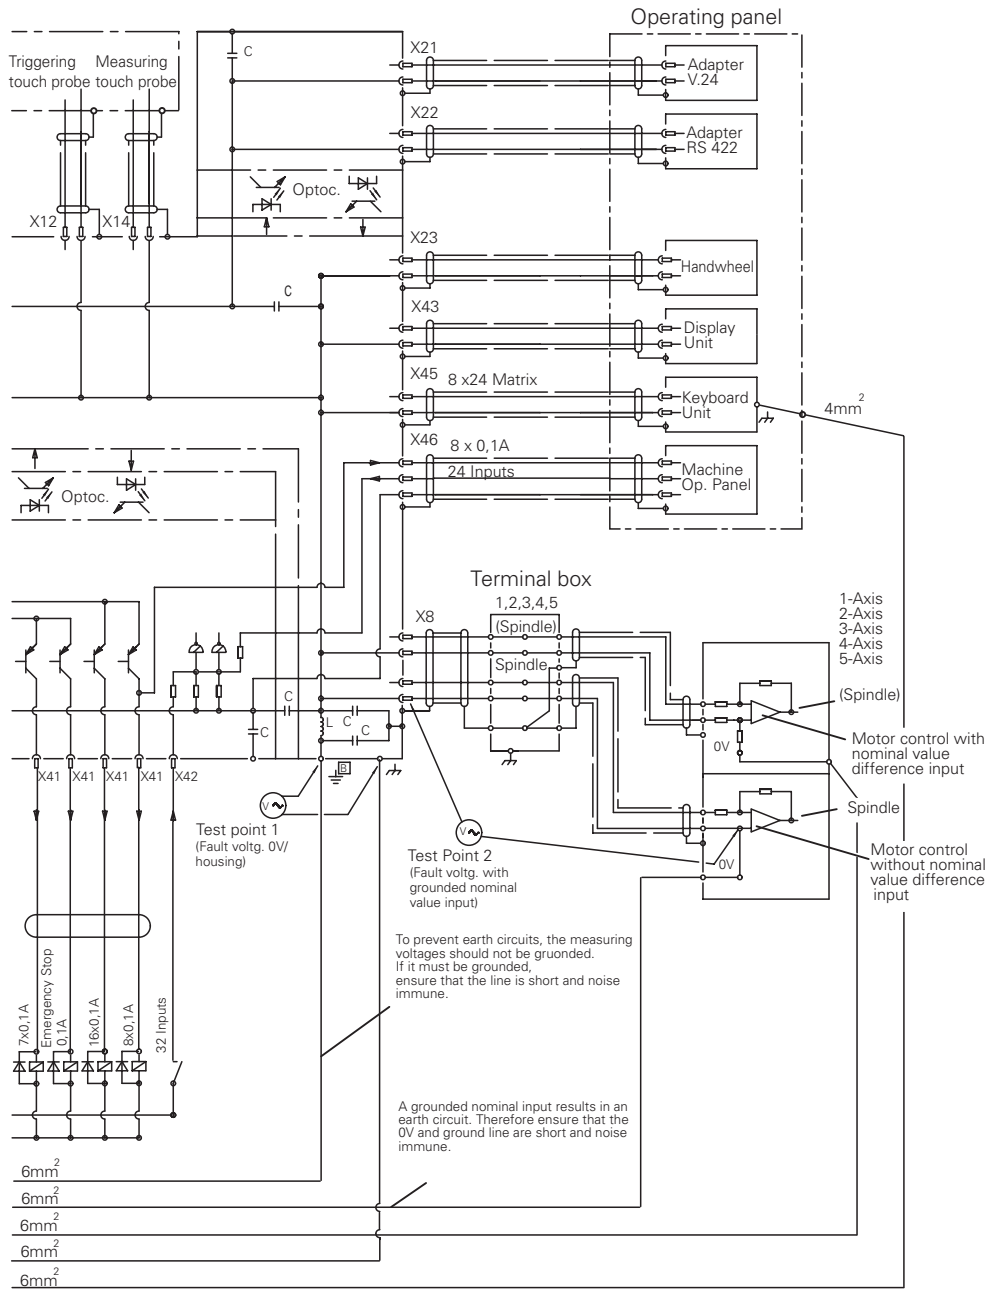 Operating panel
Triggering
touch probe
Measuring
touch probe
C
X21
Adapter
V.24
X22
Adapter
RS 422
Optoc.
X12
X14
X23
Handwheel
C
X43
Display
Unit
X45
8 x24 Matrix
Keyboard
Unit
4mm2
X46
8 x 0,1A
24 Inputs
Machine
Op. Panel
Optoc.
Terminal box
1,2,3,4,5
(Spindle)
Spindle
X8
1-Axis
2-Axis
3-Axis
4-Axis
5-Axis
(Spindle)
C
C
L
C
C
0V
Motor control with
nominal value
difference input
X41
X41
X41
X41
X42
B
V
Test point 1
(Fault voltg. 0V/
housing)
V
Test Point 2
(Fault voltg. with
grounded nominal
value input)
Spindle
0V
Motor control
without nominal
value difference
input
To prevent earth circuits, the measuring
voltages should not be gruonded.
If it must be grounded,
ensure that the line is short and noise
immune.
7x0,1A
Emergency Stop
0,1A
16x0,1A
8x0,1A
32 Inputs
A grounded nominal input results in an
earth circuit. Therefore ensure that the
0V and ground line are short and noise
immune.
6mm2
6mm2
6mm2
6mm2
6mm2